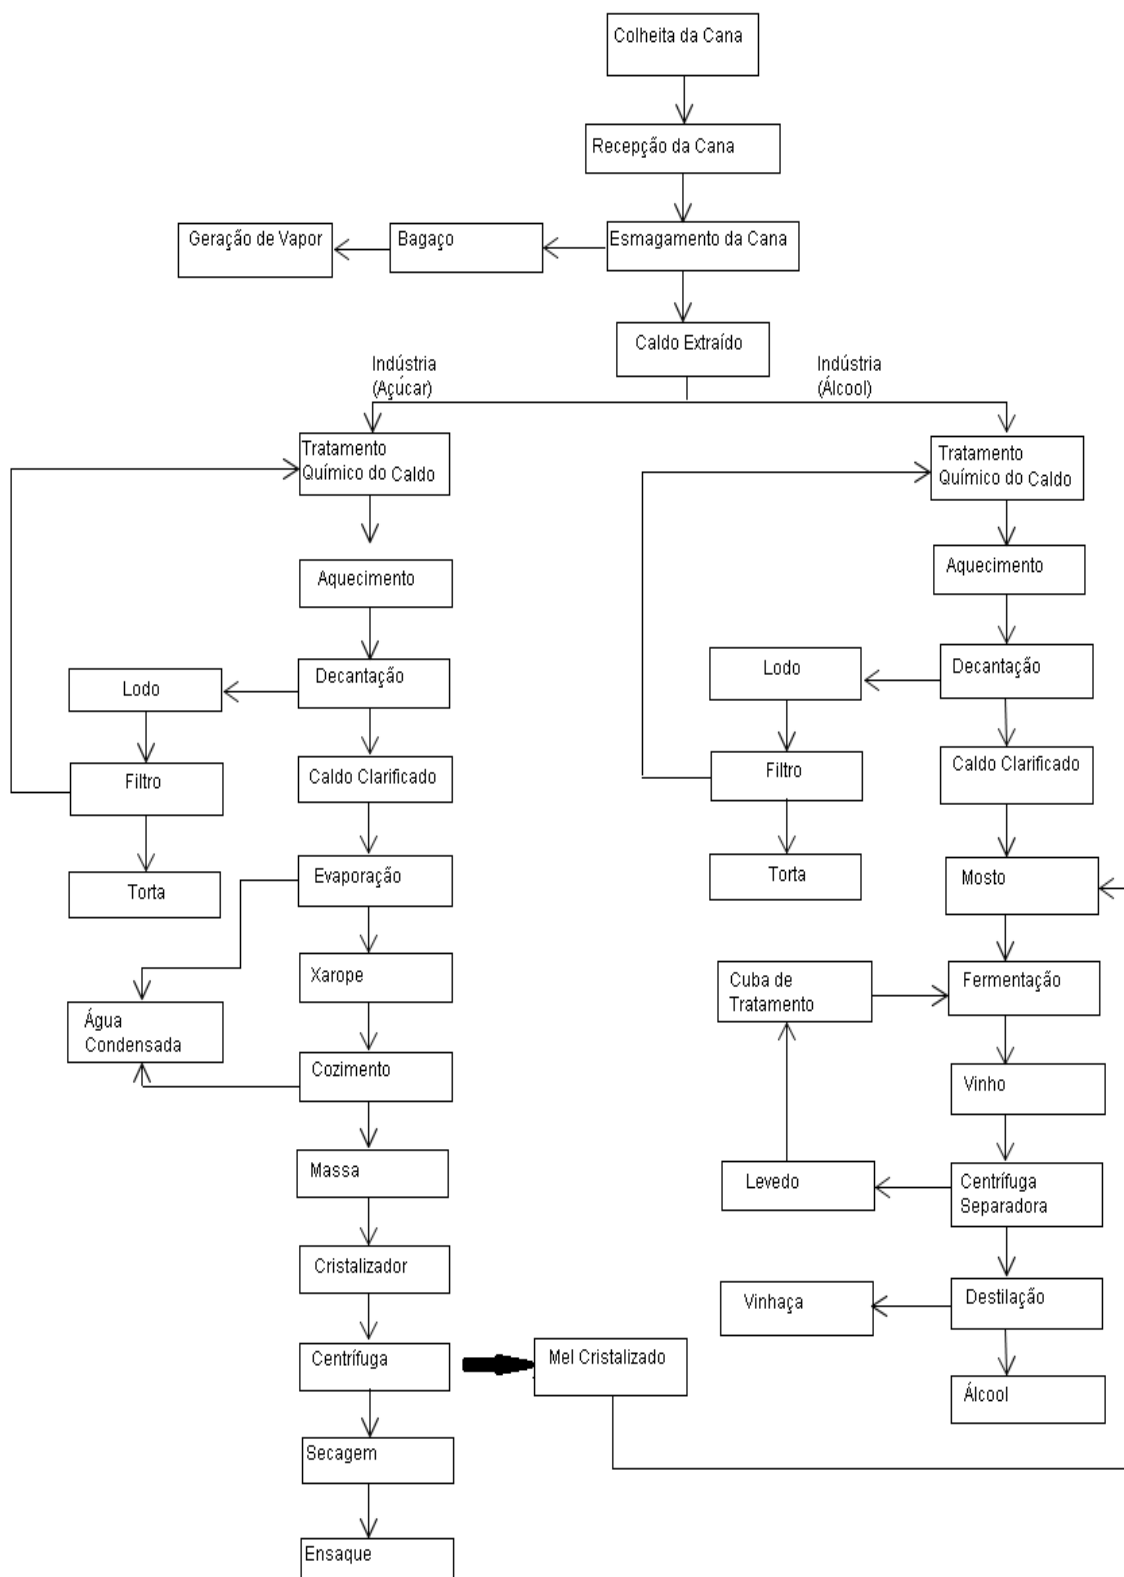 Colheita da Cana
Recepção da Cana
Esmagamento da Cana
Bagaço
Geração de Vapor
Caldo Extraído
Indústria
(Açúcar)
Indústria
(Álcool)
Tratamento
Químico do Caldo
Aquecimento
Decantação
Lodo
Filtro
Torta
Caldo Clarificado
Evaporação
Xarope
Água
Condensada
Cozimento
Massa
Cristalizador
Centrífuga
Mel Cristalizado
Secagem
Ensaque
Tratamento
Químico do Caldo
Aquecimento
Decantação
Lodo
Filtro
Torta
Caldo Clarificado
Mosto
Fermentação
Cuba de
Tratamento
Vinho
Centrífuga
Separadora
Levedo
Destilação
Vinhaça
Álcool